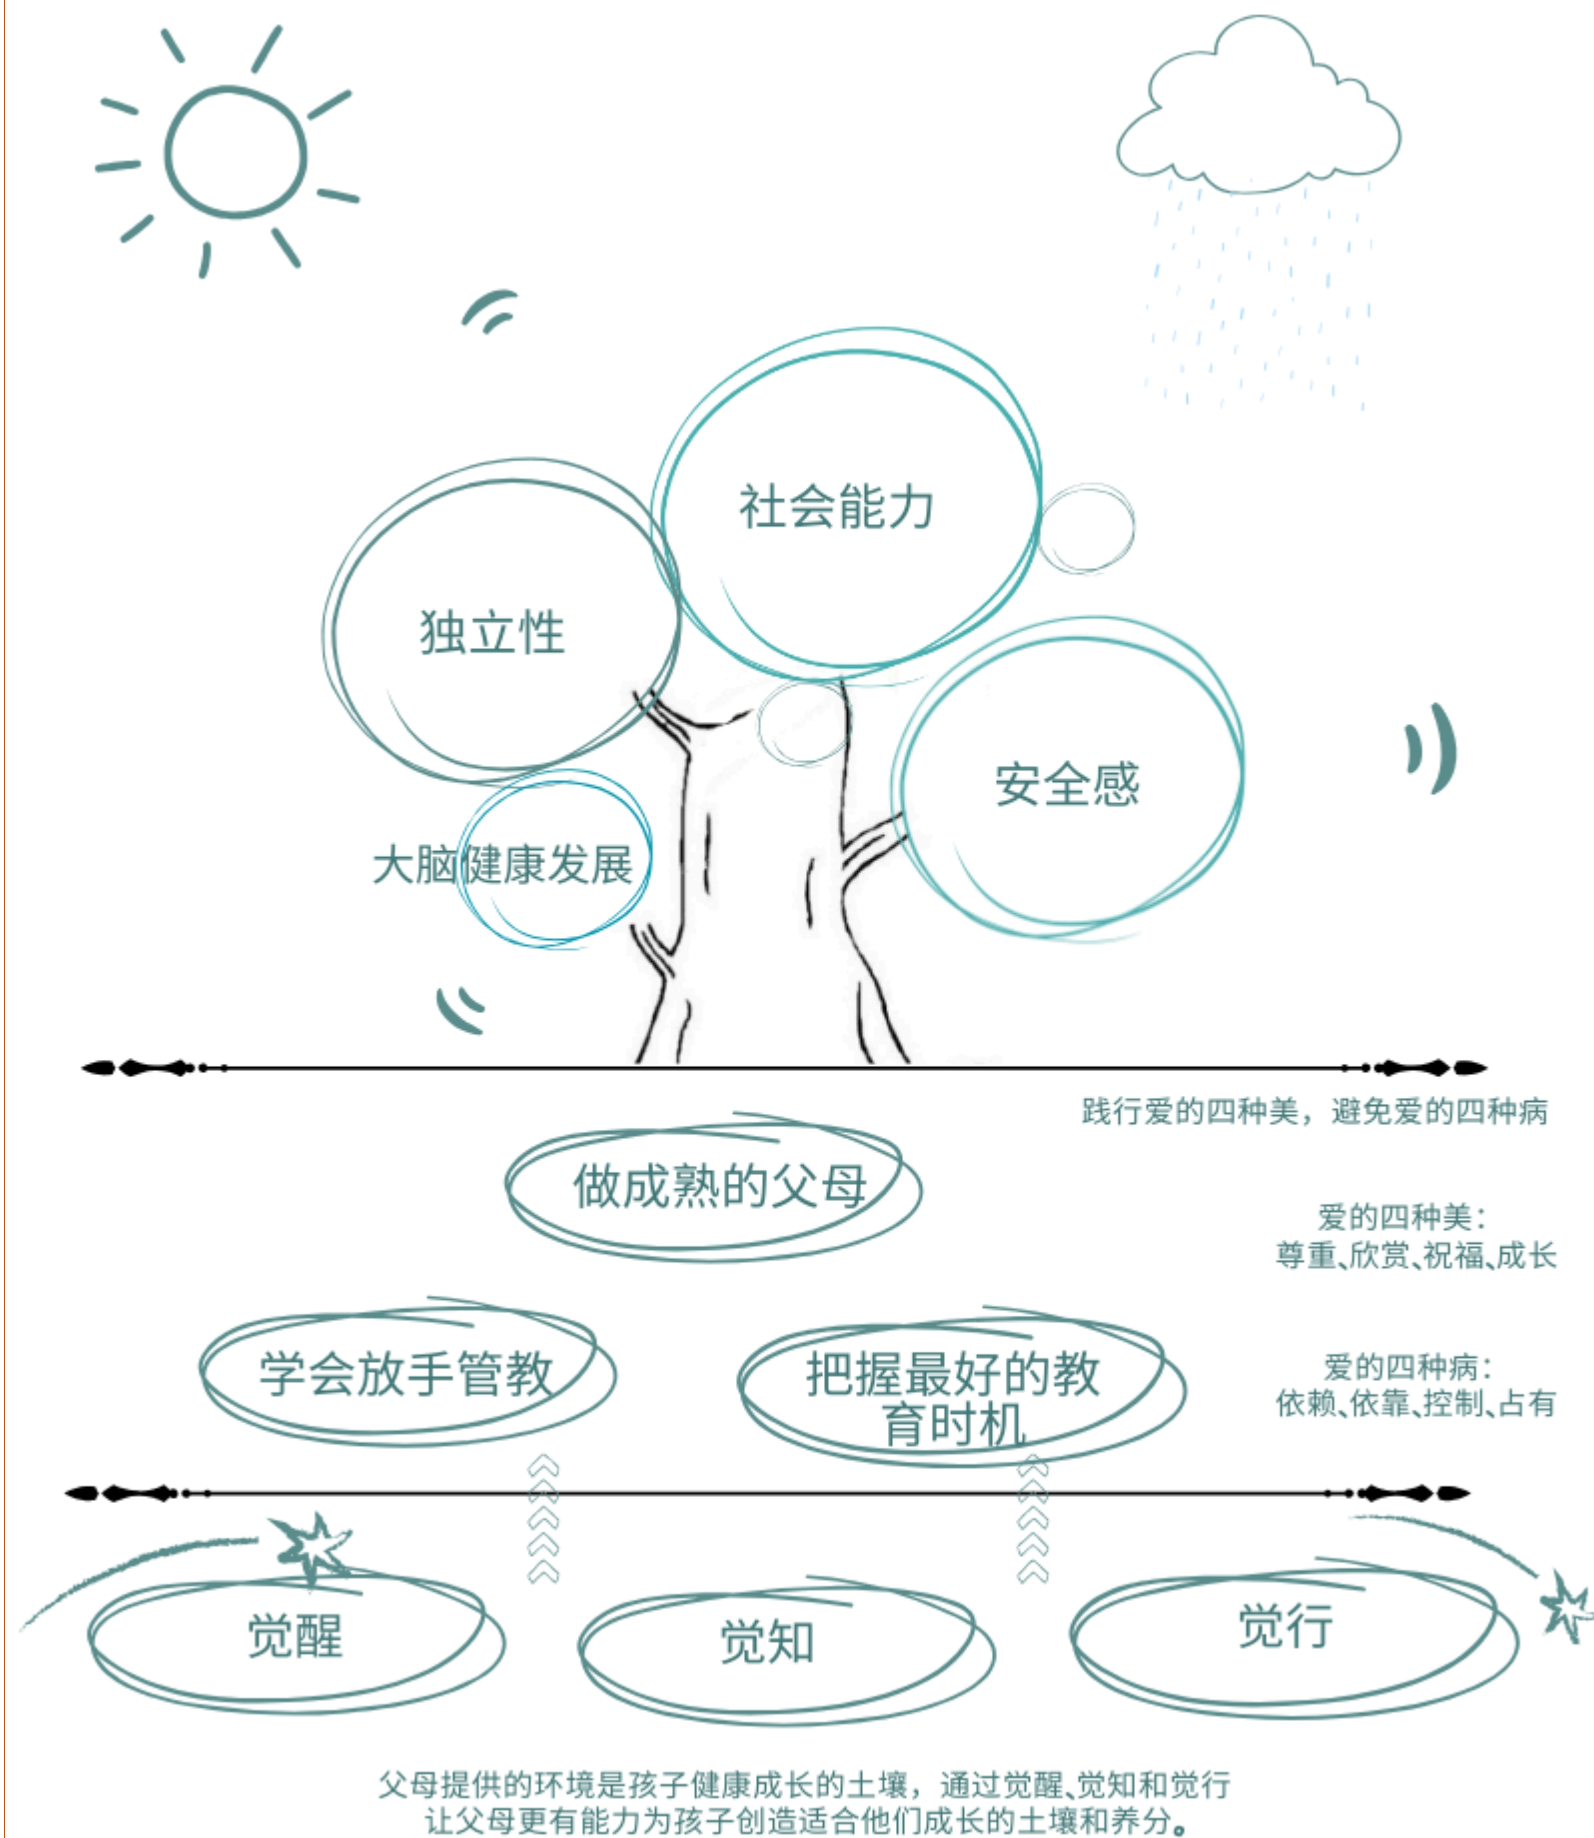 社会能力
独立性
安全感
大脑健康发展
践行爱的四种美，避免爱的四种病
做成熟的父母
爱的四种美：
尊重、欣赏、祝福、成长
学会放手管教
把握最好的教
育时机
爱的四种病：
依赖、依靠、控制、占有
觉醒
觉知
觉行
父母提供的环境是孩子健康成长的土壤，通过觉醒、觉知和觉行
让父母更有能力为孩子创造适合他们成长的土壤和养分。